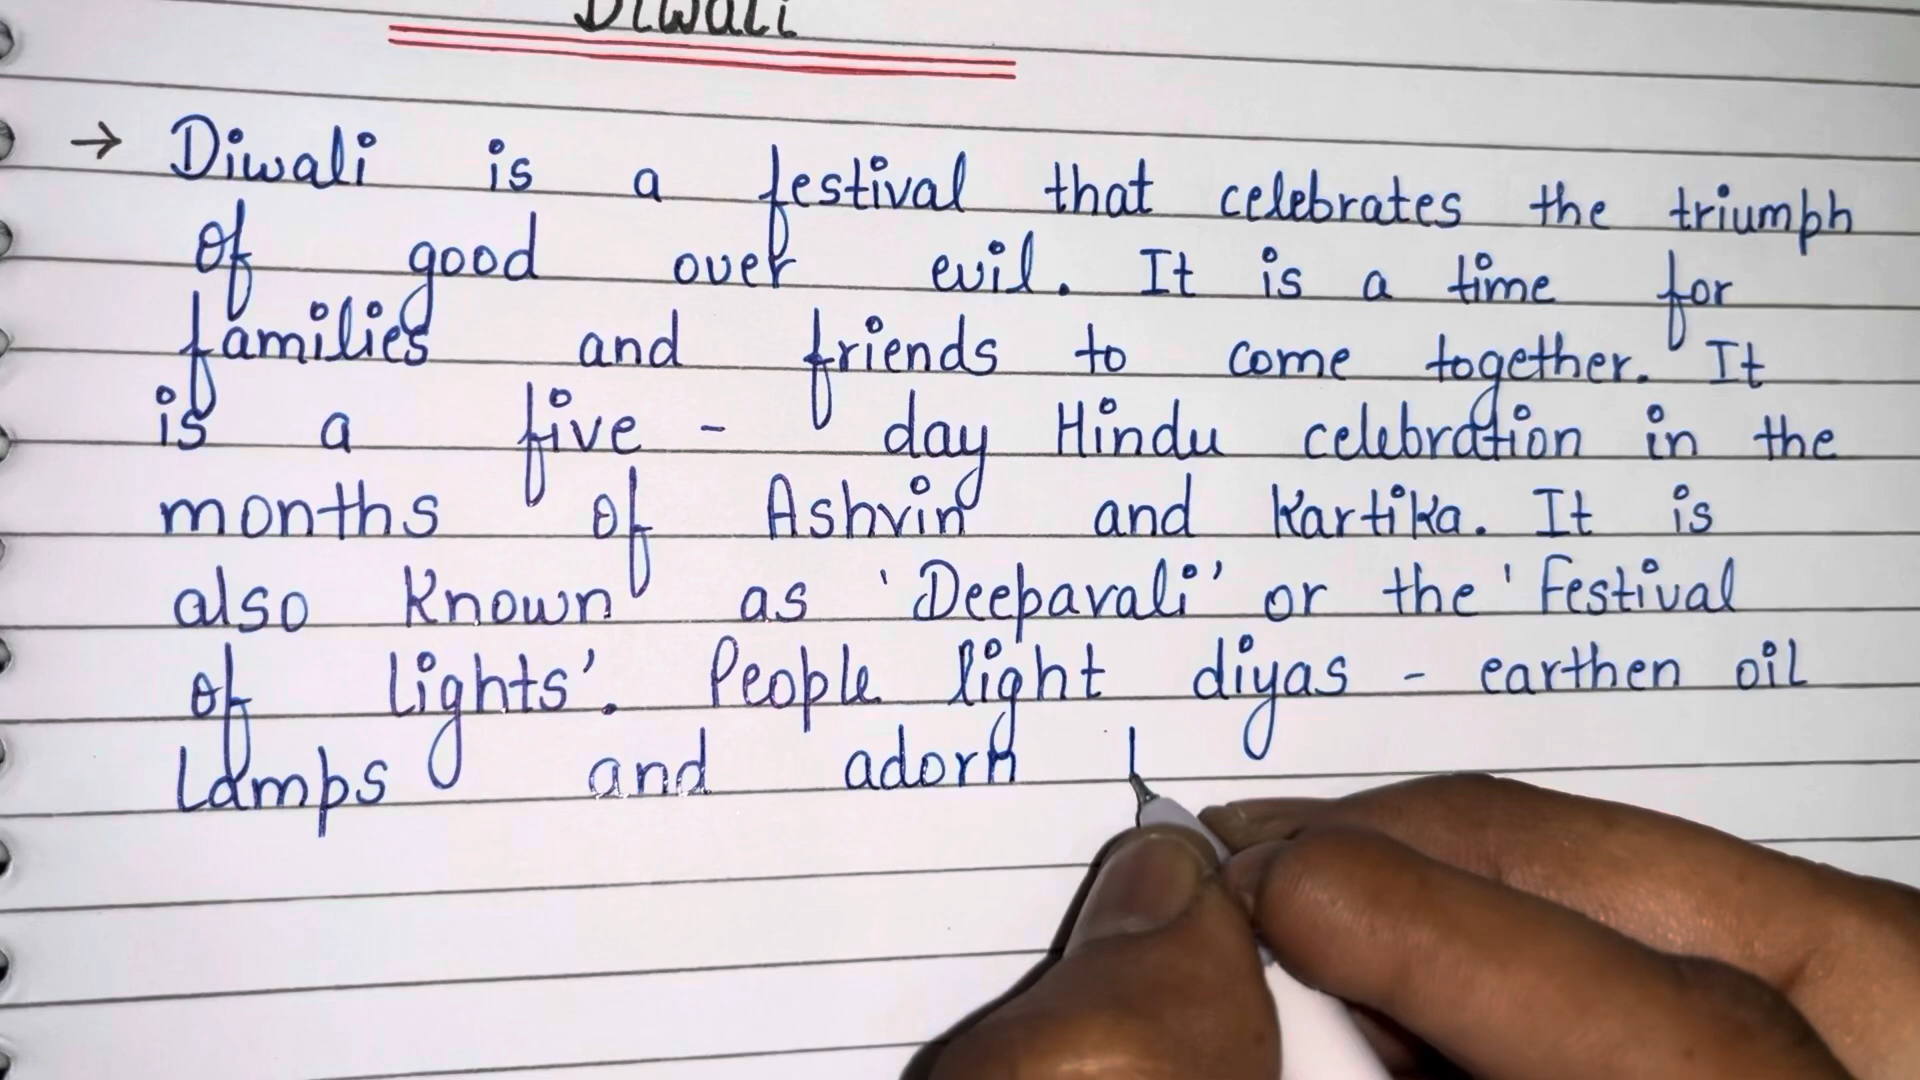 Diwali
→ Diwali is a festival that celebrates the triumph
of good over evil. It is a time for
families and friends to come together. It
is a five - day Hindu celebration in the
months of Ashvin and Kartika. It is
also known as 'Deepavali' or the 'Festival
of lights'. People light diyas - earthen oil
Lamps and adorn